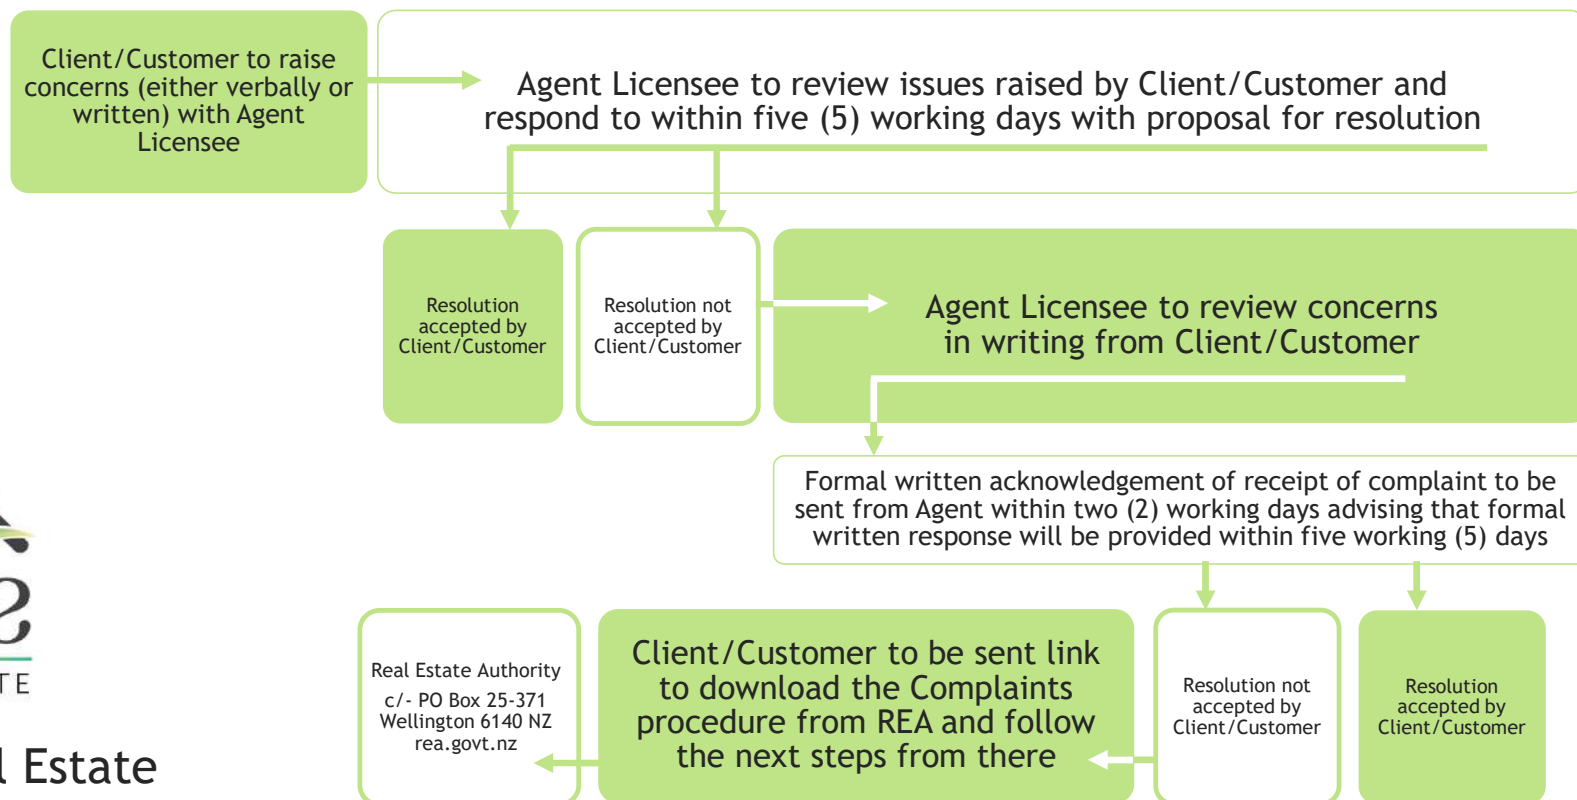 Client/Customer to raise
concerns (either verbally or
written) with Agent
Licensee
Agent Licensee to review issues raised by Client/Customer and
respond to within five (5) working days with proposal for resolution
Resolution
accepted by
Client/Customer
Resolution not
accepted by
Client/Customer
Agent Licensee to review concerns
in writing from Client/Customer
Formal written acknowledgement of receipt of complaint to be
sent from Agent within two (2) working days advising that formal
written response will be provided within five working (5) days
Real Estate Authority
c/- PO Box 25-371
Wellington 6140 NZ
rea.govt.nz
Client/Customer to be sent link
to download the Complaints
procedure from REA and follow
the next steps from there
Resolution not
accepted by
Client/Customer
Resolution
accepted by
Client/Customer
Estate